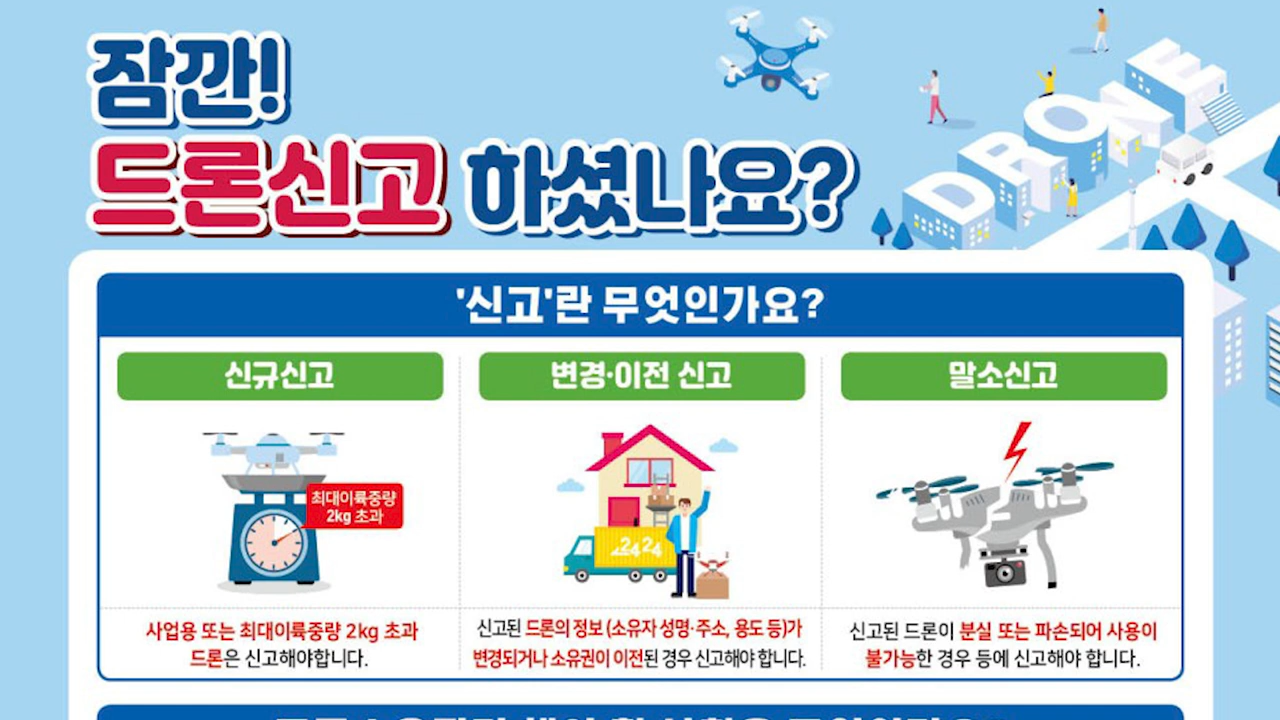 잠깐!
드론신고 하셨나요?
DRONE
'신고'란 무엇인가요?
신규신고
변경·이전 신고
말소신고
최대이륙중량
2kg 초과
2424
사업용 또는 최대이륙중량 2kg 초과
드론은 신고해야합니다.
신고된 드론의 정보 (소유자 성명·주소, 용도 등)가
변경되거나 소유권이 이전된 경우 신고해야 합니다.
신고된 드론이 분실 또는 파손되어 사용이
불가능한 경우 등에 신고해야 합니다.